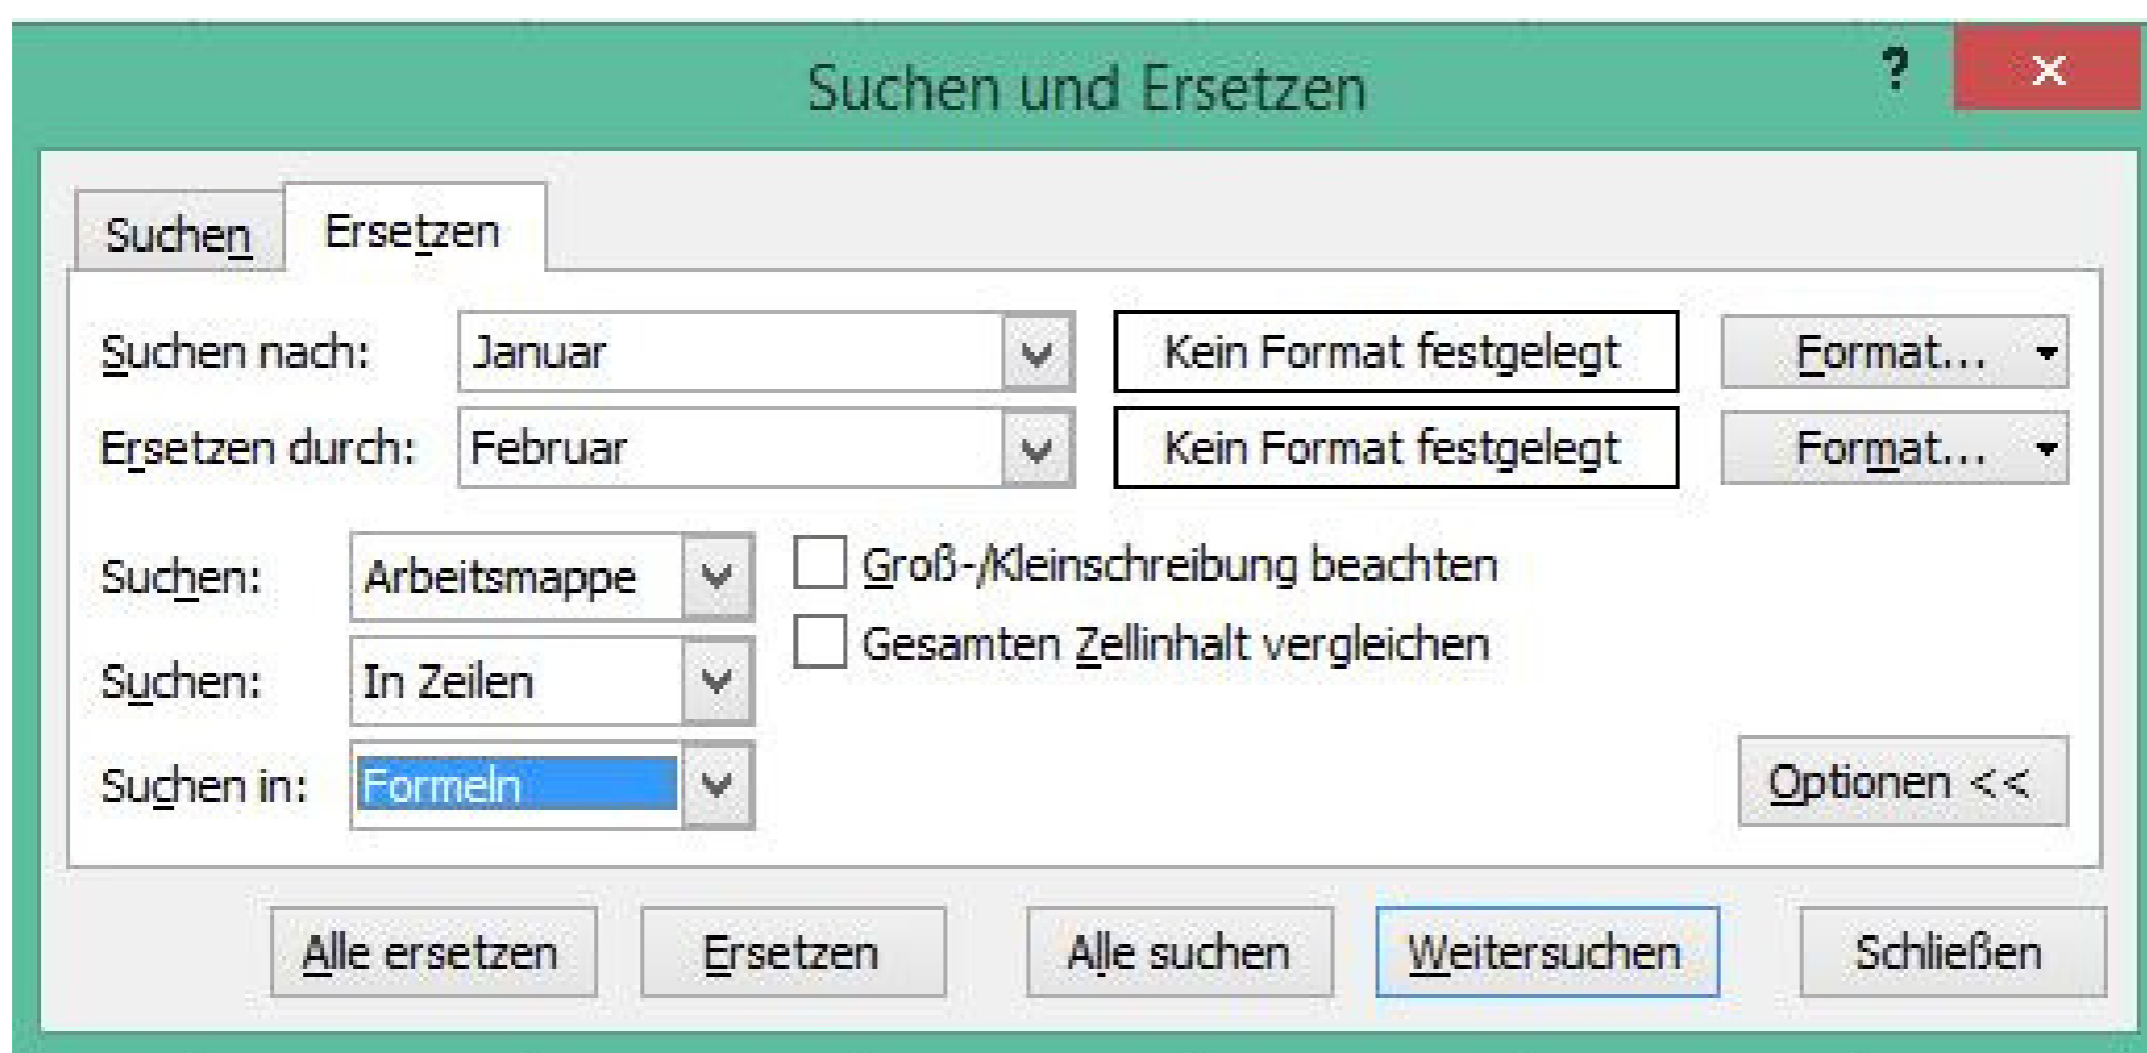 Suchen und Ersetzen ?
Suchen Ersetzen
Suchen nach: Januar Kein Format festgelegt Format...
Ersetzen durch: Februar Kein Format festgelegt Format...
Suchen: Arbeitsmappe Groß-/Kleinschreibung beachten
Gesamten Zellinhalt vergleichen
Suchen: In Zeilen
Suchen in: Formeln Optionen <<
Alle ersetzen Ersetzen Alle suchen Weitersuchen Schließen